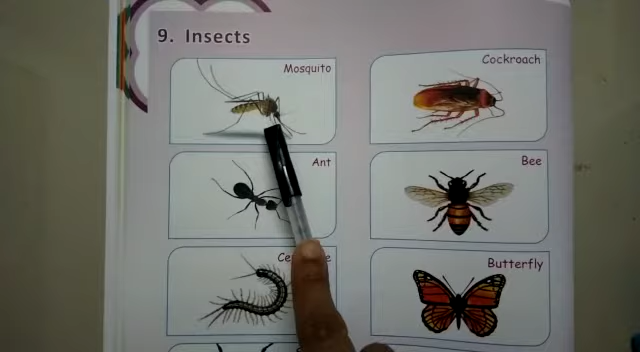 9. Insects
Mosquito
Cockroach
Ant
Bee
Butterfly